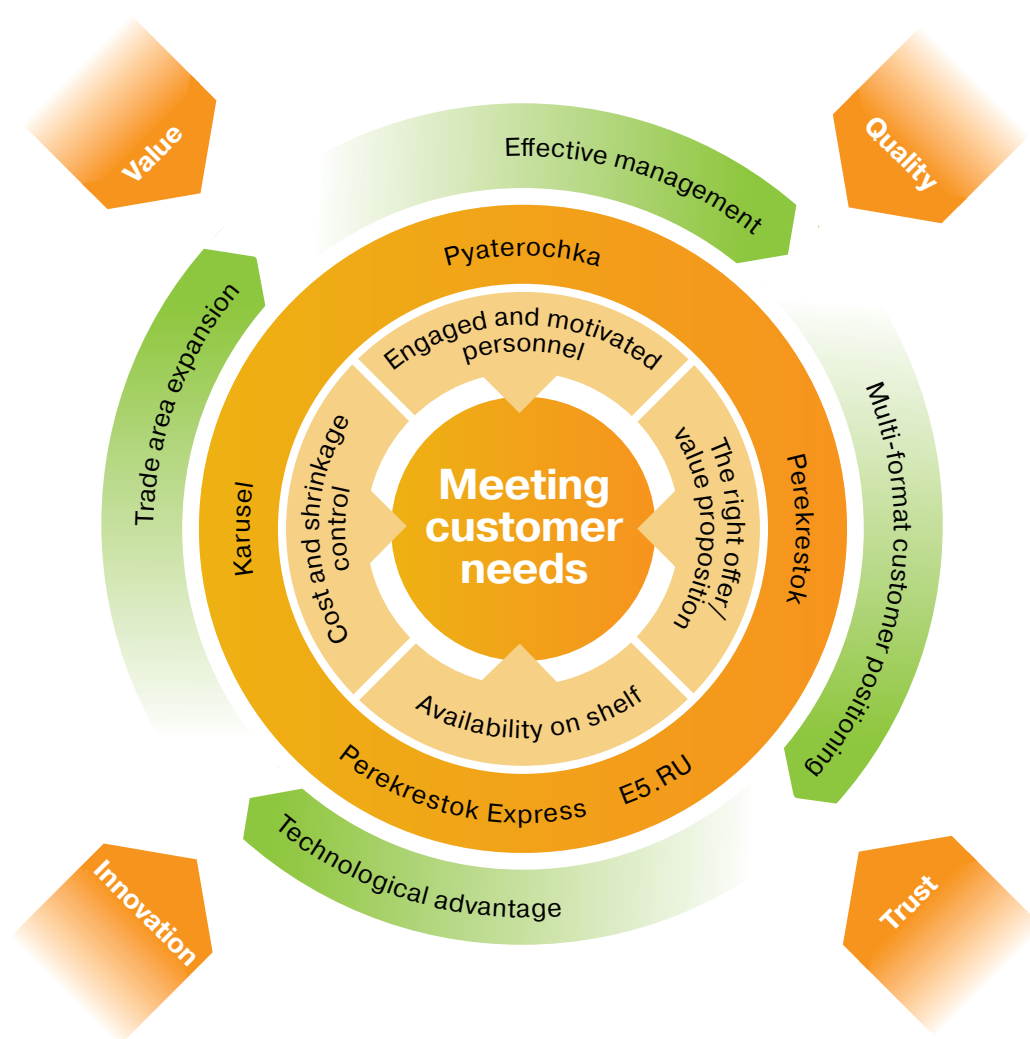 Value
Quality
Effective management
Pyaterochka
Engaged and motivated
personnel
Trade area expansion
Karusel
Cost and shrinkage
control
Meeting
customer
needs
The right offer/
value proposition
Perekrestok
Multi-format customer positioning
Availability on shelf
Perekrestok Express
E5.RU
Technological advantage
Innovation
Trust